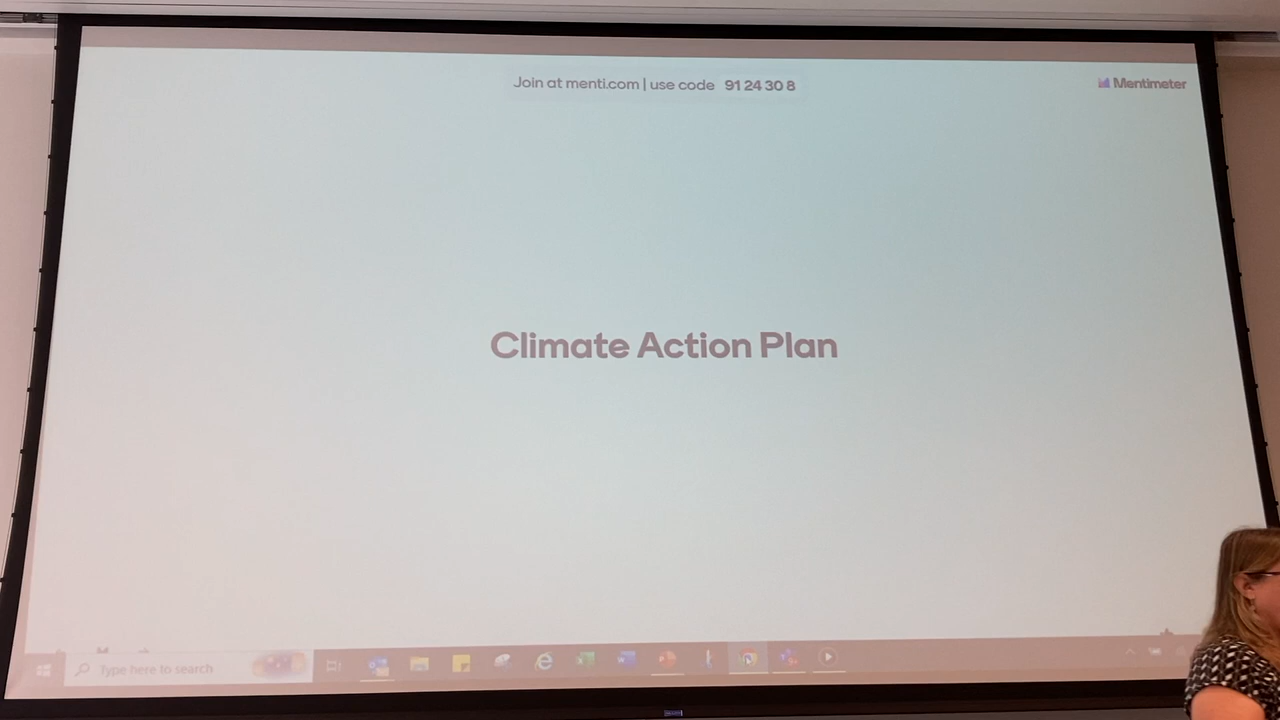 Join at menti.com | use code 91 24 30 8
Mentimeter
Climate Action Plan
Type here to search